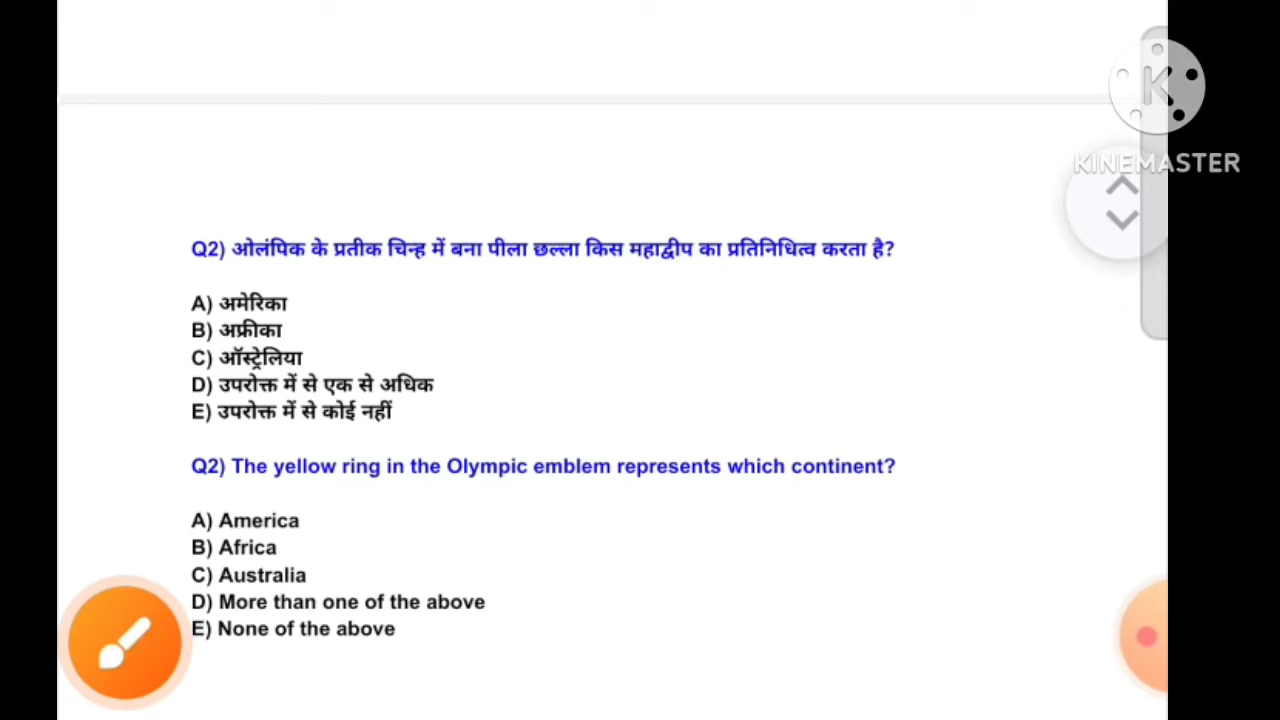 KINEMASTER
Q2) ओलंपिक के प्रतीक चिन्ह में बना पीला छल्ला किस महाद्वीप का प्रतिनिधित्व करता है?
A) अमेरिका
B) अफ्रीका
C) ऑस्ट्रेलिया
D) उपरोक्त में से एक से अधिक
E) उपरोक्त में से कोई नहीं
Q2) The yellow ring in the Olympic emblem represents which continent?
A) America
B) Africa
C) Australia
D) More than one of the above
E) None of the above